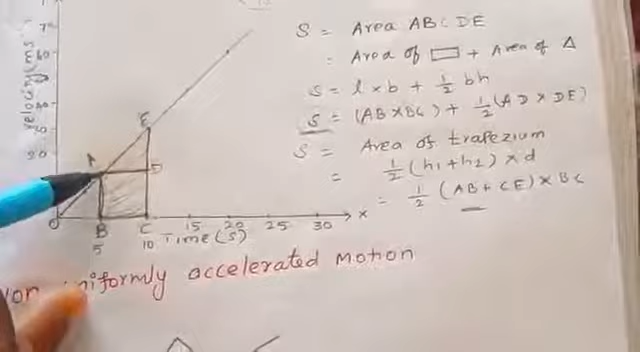 S = Area ABCDE
= Area of ▭ + Area of Δ
S = l x b + 1/2 bh
S = (AB x BC) + 1/2 (AD x DE)
S = Area of trapezium
= 1/2 (h1 + h2) x d
= 1/2 (AB + CE) x BC
velocity (ms
E
A
D
20
O B C 15 20 25 30 x
5 10 Time (s)
uniformly accelerated motion